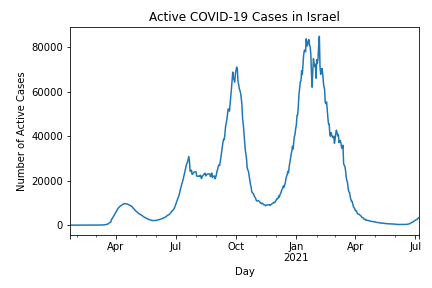 Active COVID-19 Cases in Israel
Number of Active Cases
80000
60000
40000
20000
0
Apr
Jul
Oct
Jan
2021
Apr
Jul
Day